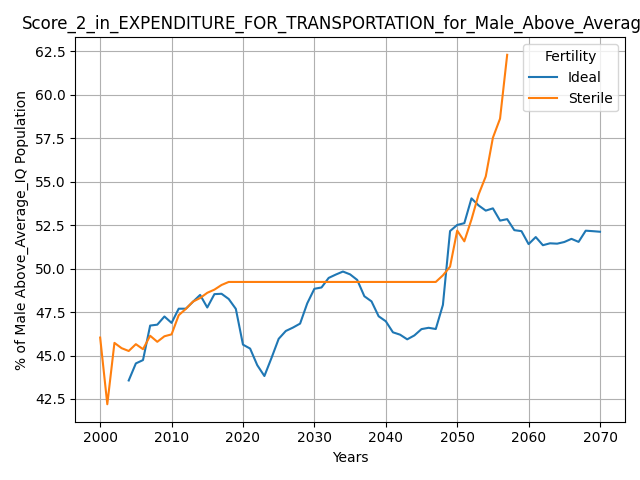 Score_2_in_EXPENDITURE_FOR_TRANSPORTATION_for_Male_Above_Averag
62.5
60.0
57.5
55.0
52.5
50.0
47.5
45.0
42.5
% of Male Above_Average_IQ Population
Fertility
Ideal
Sterile
2000 2010 2020 2030 2040 2050 2060 2070
Years